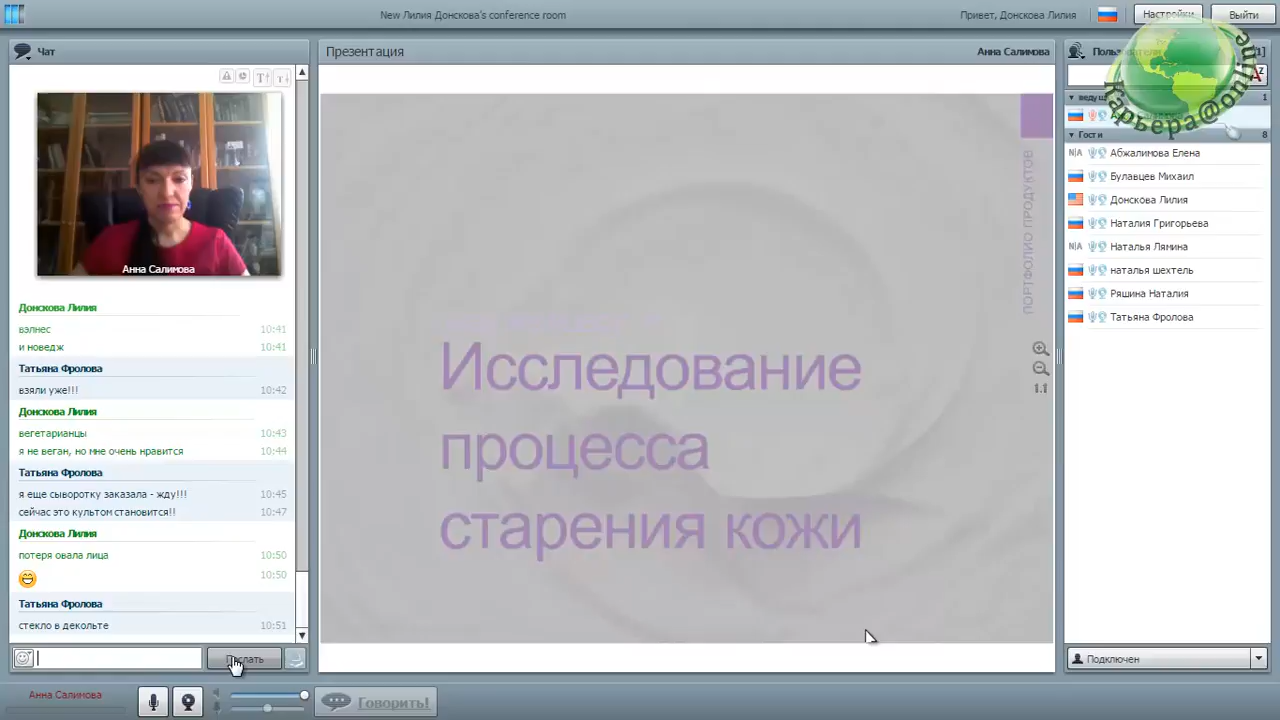 New Лилия Донскова's conference room
Привет, Донскова Лилия
Настройки
Выйти
Чат
Анна Салимова
Донскова Лилия
вэлнес 10:41
и новедж 10:41
Татьяна Фролова
взяли уже!!! 10:42
Донскова Лилия
вегетарианцы 10:43
я не веган, но мне очень нравится 10:44
Татьяна Фролова
я еще сыворотку заказала - жду!!! 10:45
сейчас это культом становится!! 10:47
Донскова Лилия
потеря овала лица 10:50
10:50
Татьяна Фролова
стекло в декольте 10:51
Послать
Анна Салимова
Говорить!
Презентация
Анна Салимова
ПОРТФОЛИО ПРОДУКТОВ
Исследование
процесса
старения кожи
1:1
карьера@online
1
Гости 8
N|A Абжалимова Елена
Булавцев Михаил
Донскова Лилия
Наталия Григорьева
N|A Наталья Лямина
наталья шехтель
Ряшина Наталия
Татьяна Фролова
Подключен